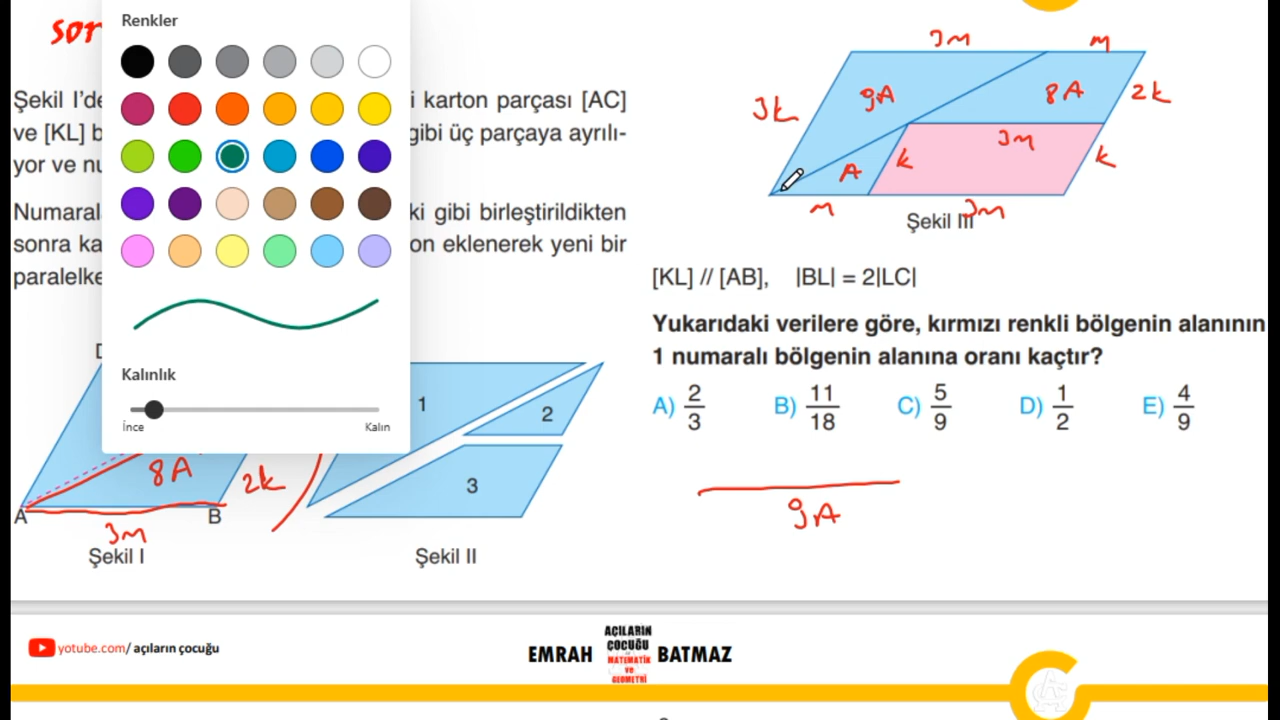 sor
Renkler
Şekil I'de
i karton parçası [AC]
ve [KL] b
gibi üç parçaya ayrılı-
yor ve nu
Numaral
ki gibi birleştirildikten
sonra ka
on eklenerek yeni bir
paralelke
Kalınlık
İnce
Kalın
3m
m
3k
9A
8A
2k
3m
A
k
k
m
3m
Şekil III
[KL] // [AB], |BL| = 2|LC|
Yukarıdaki verilere göre, kırmızı renkli bölgenin alanının
1 numaralı bölgenin alanına oranı kaçtır?
A) 2/3 B) 11/18 C) 5/9 D) 1/2 E) 4/9
9A
D
8A
2k
A
B
3m
Şekil I
1
2
3
Şekil II
yotube.com/ açıların çocuğu
EMRAH
AÇILARIN
ÇOCUĞU
MATEMATİK
ve
GEOMETRİ
BATMAZ